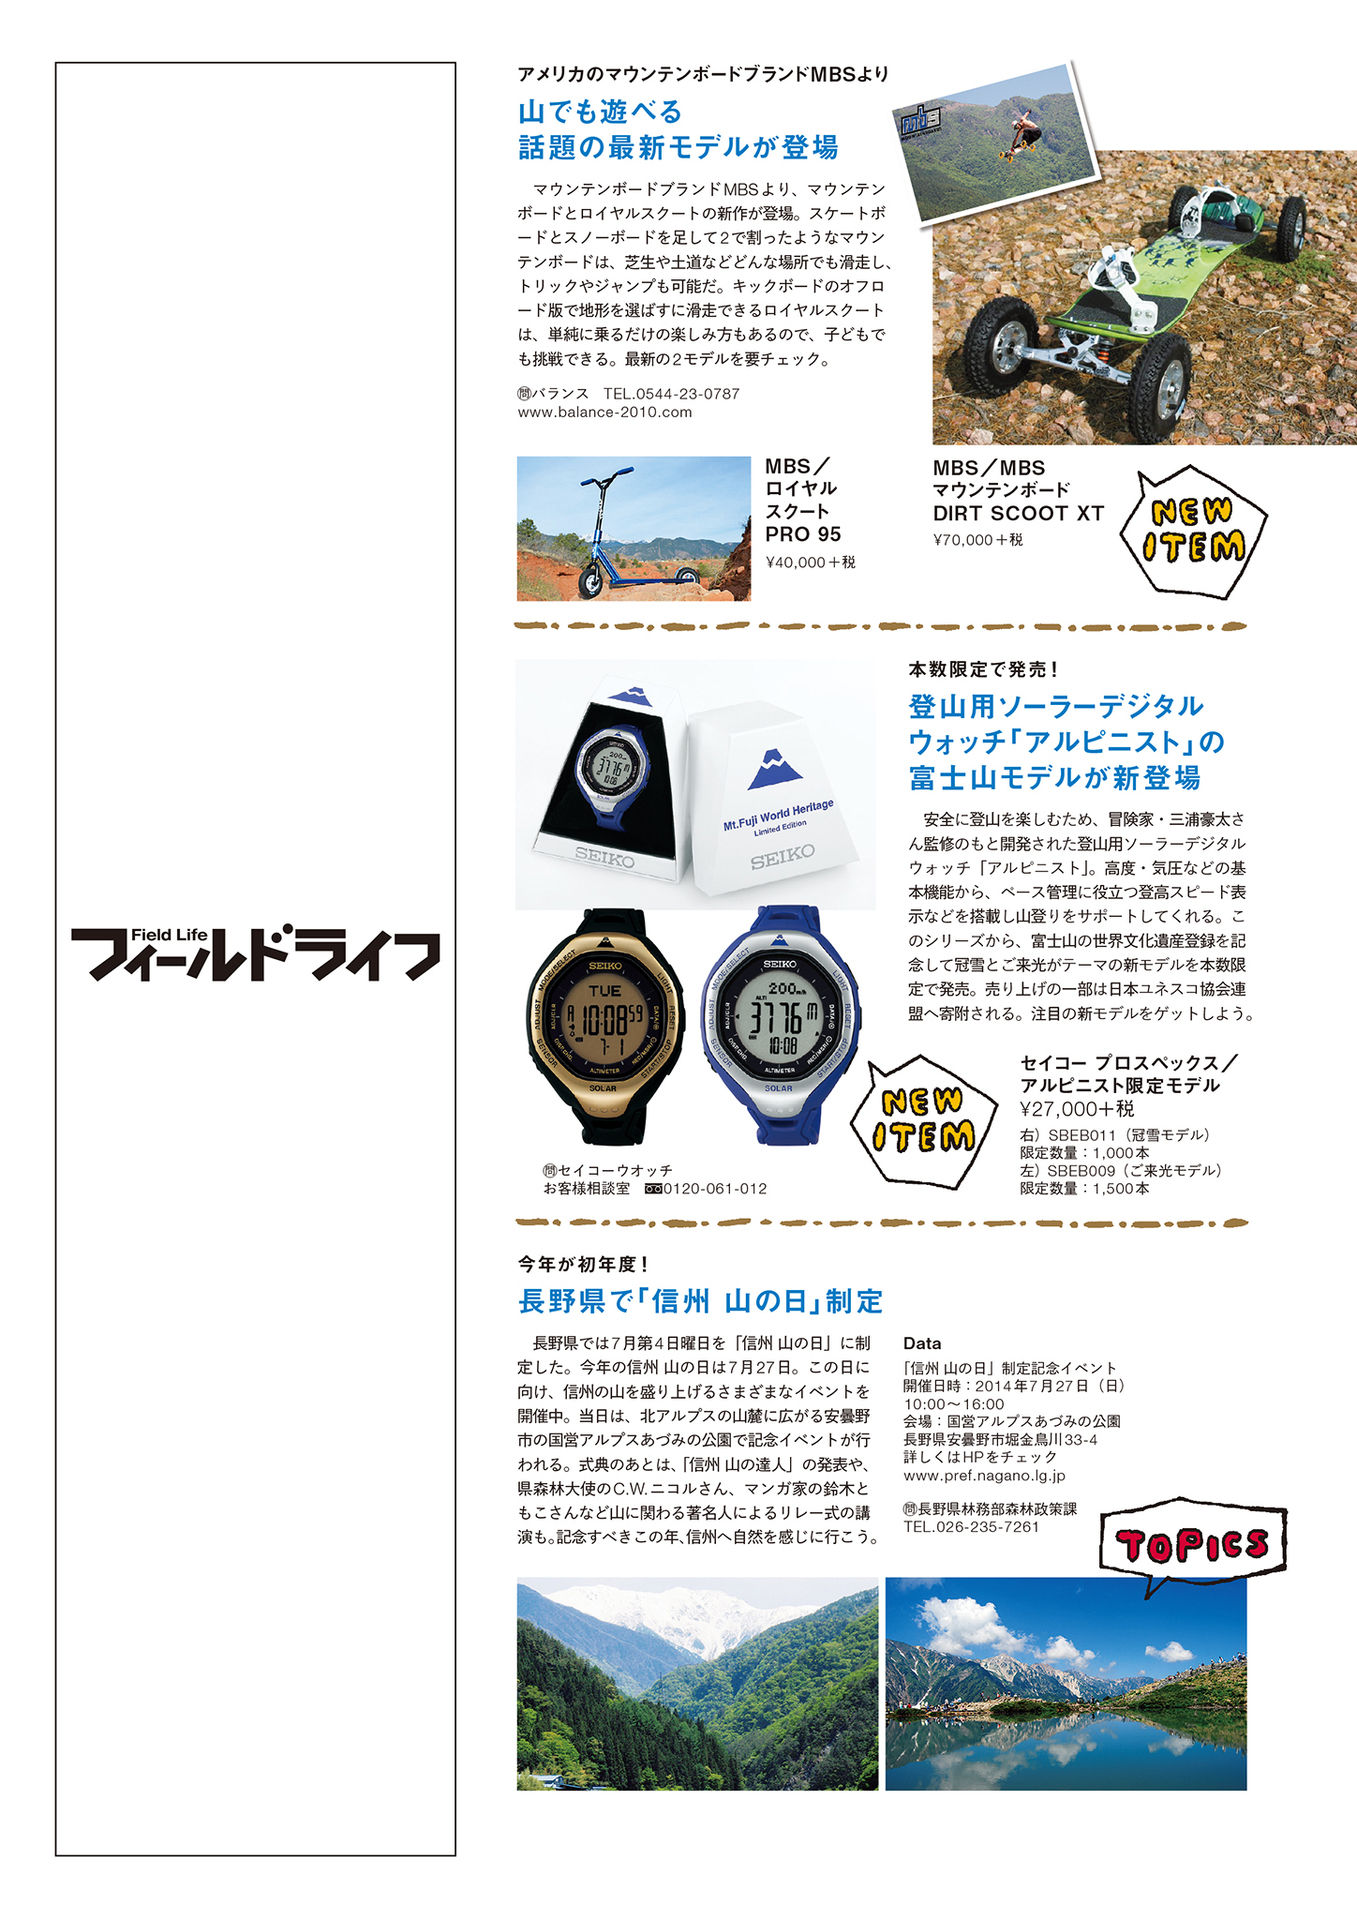 Field Life
フィールドライフ
アメリカのマウンテンボードブランドMBSより
山でも遊べる
話題の最新モデルが登場
マウンテンボードブランドMBSより、マウンテン
ボードとロイヤルスクートの新作が登場。スケートボ
ードとスノーボードを足して2で割ったようなマウン
テンボードは、芝生や土道などどんな場所でも滑走し、
トリックやジャンプも可能だ。キックボードのオフロ
ード版で地形を選ばすに滑走できるロイヤルスクート
は、単純に乗るだけの楽しみ方もあるので、子どもで
も挑戦できる。最新の2モデルを要チェック。
㉄バランス　TEL.0544-23-0787
www.balance-2010.com
mbs
MBS／
ロイヤル
スクート
PRO 95
¥40,000＋税
MBS／MBS
マウンテンボード
DIRT SCOOT XT
¥70,000＋税
NEW
ITEM
本数限定で発売！
登山用ソーラーデジタル
ウォッチ「アルピニスト」の
富士山モデルが新登場
安全に登山を楽しむため、冒険家・三浦豪太さ
ん監修のもと開発された登山用ソーラーデジタル
ウォッチ「アルピニスト」。高度・気圧などの基
本機能から、ペース管理に役立つ登高スピード表
示などを搭載し山登りをサポートしてくれる。こ
のシリーズから、富士山の世界文化遺産登録を記
念して冠雪とご来光がテーマの新モデルを本数限
定で発売。売り上げの一部は日本ユネスコ協会連
盟へ寄附される。注目の新モデルをゲットしよう。
200
3776
10:08
SEIKO
Mt.Fuji World Heritage
Limited Edition
SEIKO
SEIKO
MODE/SELECT
LIGHT
ADJUST
RESET
SENSOR
START/STOP
TUE
A 10:08 59
7-1
ALTIMETER
SOLAR
SEIKO
MODE/SELECT
LIGHT
ADJUST
RESET
SENSOR
START/STOP
200
ALTI
3776m
10:08
ALTIMETER
SOLAR
NEW
ITEM
セイコー プロスペックス／
アルピニスト限定モデル
¥27,000＋税
右）SBEB011（冠雪モデル）
限定数量：1,000本
左）SBEB009（ご来光モデル）
限定数量：1,500本
㉄セイコーウオッチ
お客様相談室　0120-061-012
今年が初年度！
長野県で「信州 山の日」制定
長野県では7月第4日曜日を「信州 山の日」に制
定した。今年の信州 山の日は7月27日。この日に
向け、信州の山を盛り上げるさまざまなイベントを
開催中。当日は、北アルプスの山麓に広がる安曇野
市の国営アルプスあづみの公園で記念イベントが行
われる。式典のあとは、「信州 山の達人」の発表や、
県森林大使のC.W.ニコルさん、マンガ家の鈴木と
もこさんなど山に関わる著名人によるリレー式の講
演も。記念すべきこの年、信州へ自然を感じに行こう。
Data
「信州 山の日」制定記念イベント
開催日時：2014年7月27日（日）
10:00〜16:00
会場：国営アルプスあづみの公園
長野県安曇野市堀金烏川33-4
詳しくはHPをチェック
www.pref.nagano.lg.jp
㉄長野県林務部森林政策課
TEL.026-235-7261
TOPICS